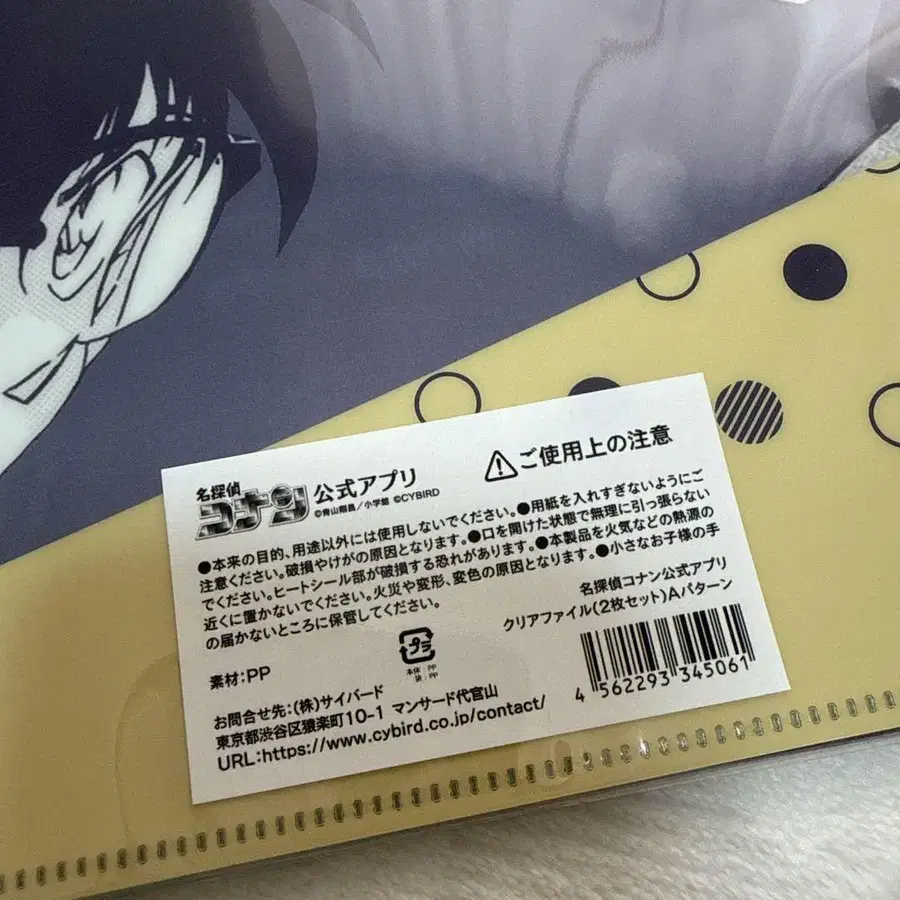 名探偵
コナン 公式アプリ
©青山剛昌/小学館 ©CYBIRD
⚠ご使用上の注意
●本来の目的、用途以外には使用しないでください。●用紙を入れすぎないようにご
注意ください。破損やけがの原因となります。●口を開けた状態で無理に引っ張らない
でください。ヒートシール部が破損する恐れがあります。●本製品を火気などの熱源の
近くに置かないでください。火災や変形、変色の原因となります。●小さなお子様の手
の届かないところに保管してください。
名探偵コナン公式アプリ
クリアファイル(2枚セット)Aパターン
素材:PP
プラ
本体:PP
袋:PP
お問合せ先:(株)サイバード
東京都渋谷区猿楽町10-1 マンサード代官山
URL:https://www.cybird.co.jp/contact/
4 562293 345061